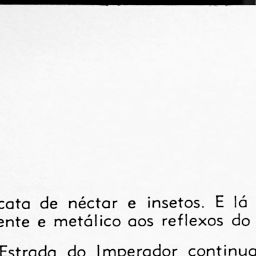 cata de néctar e insetos. E lá
ente e metálico aos reflexos do
Estrada do Imperador continua